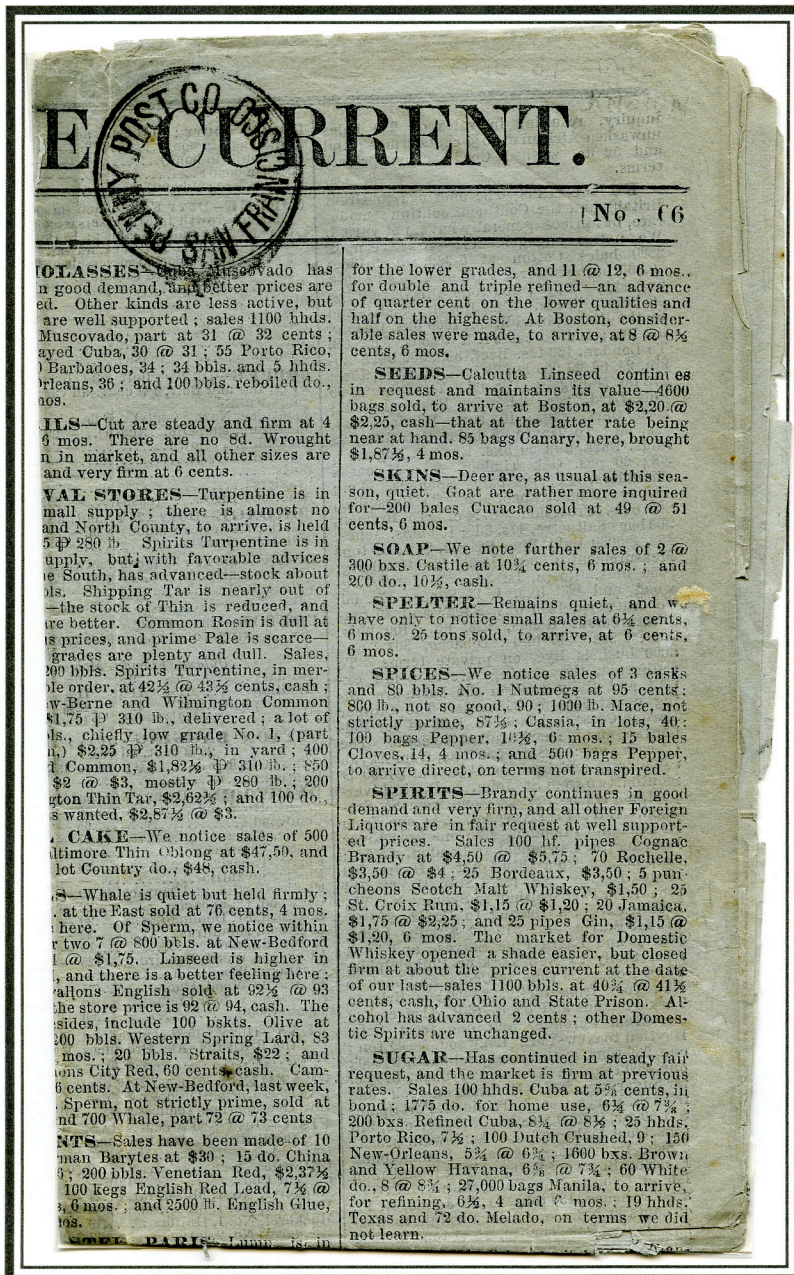 E CURRENT.
PENNY POST CO.
SAN FRANCISCO
No. 66
OLASSES—Cuba Muscovado has
n good demand, and better prices are
ed. Other kinds are less active, but
are well supported ; sales 1100 hhds.
Muscovado, part at 31 @ 32 cents ;
ayed Cuba, 30 @ 31 ; 55 Porto Rico,
Barbadoes, 34 ; 34 bbls. and 5 hhds.
Orleans, 36 ; and 100 bbls. reboiled do.,
mos.
ILS—Cut are steady and firm at 4
6 mos. There are no 8d. Wrought
n in market, and all other sizes are
and very firm at 6 cents.
VAL STORES—Turpentine is in
mall supply ; there is almost no
and North County, to arrive, is held
5 ⅌ 280 lb Spirits Turpentine is in
upply, but with favorable advices
e South, has advanced—stock about
bls. Shipping Tar is nearly out of
—the stock of Thin is reduced, and
are better. Common Rosin is dull at
s prices, and prime Pale is scarce—
grades are plenty and dull. Sales,
200 bbls. Spirits Turpentine, in mer-
ble order, at 42½ @ 43½ cents, cash ;
w-Berne and Wilmington Common
$1,75 ⅌ 310 lb., delivered ; a lot of
ls., chiefly low grade No. 1, (part
n,) $2,25 ⅌ 310 lb., in yard ; 400
d Common, $1,82½ ⅌ 310 lb. ; 850
$2 @ $3, mostly ⅌ 280 lb. ; 200
gton Thin Tar, $2,62½ ; and 100 do.,
s wanted, $2,87½ @ $3.
CAKE—We notice sales of 500
ltimore Thin Oblong at $47,50, and
lot Country do., $48, cash.
S—Whale is quiet but held firmly ;
. at the East sold at 76 cents, 4 mos.
here. Of Sperm, we notice within
r two 7 @ 800 bbls. at New-Bedford
@ $1,75. Linseed is higher in
, and there is a better feeling here ;
allons English sold at 92½ @ 93
the store price is 92 @ 94, cash. The
sides, include 100 bskts. Olive at
200 bbls. Western Spring Lard, 83
mos. ; 20 bbls. Straits, $22 ; and
ons City Red, 60 cents, cash. Cam-
6 cents. At New-Bedford, last week,
. Sperm, not strictly prime, sold at
nd 700 Whale, part 72 @ 73 cents
NTS—Sales have been made of 10
man Barytes at $30 ; 15 do. China
; 200 bbls. Venetian Red, $2,37½
100 kegs English Red Lead, 7½ @
s, 6 mos. ; and 2500 lb. English Glue,
mos.
STER PARIS—Lump is in
for the lower grades, and 11 @ 12, 6 mos.,
for double and triple refined—an advance
of quarter cent on the lower qualities and
half on the highest. At Boston, consider-
able sales were made, to arrive, at 8 @ 8½
cents, 6 mos.
SEEDS—Calcutta Linseed continues
in request and maintains its value—4600
bags sold, to arrive at Boston, at $2,20 @
$2,25, cash—that at the latter rate being
near at hand. 85 bags Canary, here, brought
$1,87½, 4 mos.
SKINS—Deer are, as usual at this sea-
son, quiet. Goat are rather more inquired
for—200 bales Curacao sold at 49 @ 51
cents, 6 mos.
SOAP—We note further sales of 2 @
300 bxs. Castile at 10¾ cents, 6 mos. ; and
200 do., 10½, cash.
SPELTER—Remains quiet, and we
have only to notice small sales at 6¼ cents,
6 mos. 25 tons sold, to arrive, at 6 cents,
6 mos.
SPICES—We notice sales of 3 casks
and 80 bbls. No. 1 Nutmegs at 95 cents ;
800 lb., not so good, 90 ; 1000 lb. Mace, not
strictly prime, 87½ ; Cassia, in lots, 40 ;
100 bags Pepper, 10½, 6 mos. ; 15 bales
Cloves, 14, 4 mos. ; and 500 bags Pepper,
to arrive direct, on terms not transpired.
SPIRITS—Brandy continues in good
demand and very firm, and all other Foreign
Liquors are in fair request at well support-
ed prices. Sales 100 hf. pipes Cognac
Brandy at $4,50 @ $5,75 ; 70 Rochelle,
$3,50 @ $4 ; 25 Bordeaux, $3,50 ; 5 pun-
cheons Scotch Malt Whiskey, $1,50 ; 25
St. Croix Rum, $1,15 @ $1,20 ; 20 Jamaica,
$1,75 @ $2,25 ; and 25 pipes Gin, $1,15 @
$1,20, 6 mos. The market for Domestic
Whiskey opened a shade easier, but closed
firm at about the prices current at the date
of our last—sales 1100 bbls. at 40¾ @ 41½
cents, cash, for Ohio and State Prison. Al-
cohol has advanced 2 cents ; other Domes-
tic Spirits are unchanged.
SUGAR—Has continued in steady fair
request, and the market is firm at previous
rates. Sales 100 hhds. Cuba at 5⅜ cents, in
bond ; 1775 do. for home use, 6¼ @ 7⅜ ;
200 bxs. Refined Cuba, 8¼ @ 8½ ; 25 hhds.
Porto Rico, 7½ ; 100 Dutch Crushed, 9 ; 150
New-Orleans, 5¾ @ 6¾ ; 1600 bxs. Brown
and Yellow Havana, 6⅝ @ 7¾ ; 60 White
do., 8 @ 8¾ ; 27,000 bags Manila, to arrive,
for refining, 6½, 4 and mos. ; 19 hhds.
Texas and 72 do. Melado, on terms we did
not learn.